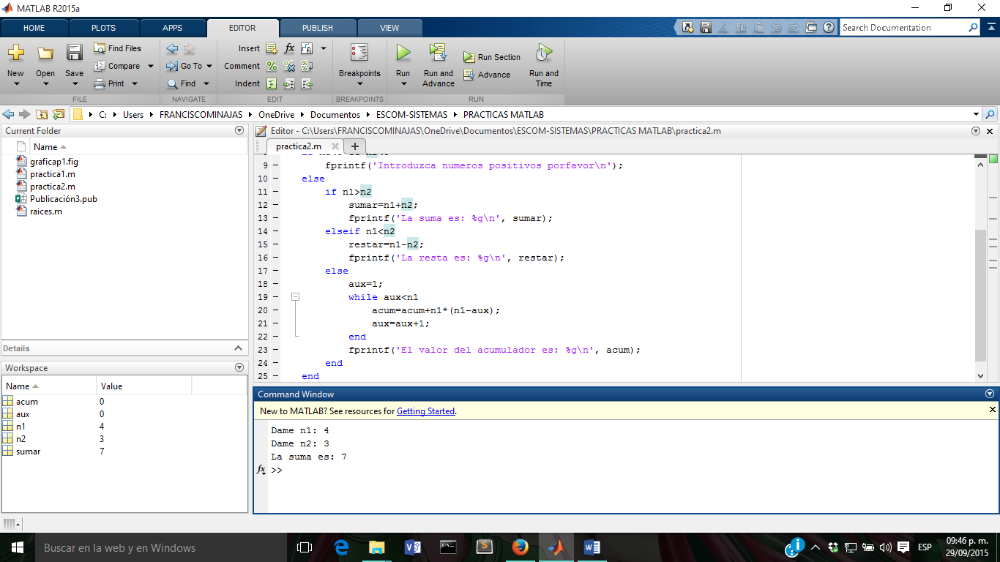 MATLAB R2015a
HOME PLOTS APPS EDITOR PUBLISH VIEW
Search Documentation
New Open Save
Find Files
Compare
Print
Go To
Find
Insert
Comment
Indent
fx
Breakpoints
Run
Run and Advance
Run Section
Advance
Run and Time
FILE NAVIGATE EDIT BREAKPOINTS RUN
C: Users FRANCISCOMINAJAS OneDrive Documentos ESCOM-SISTEMAS PRACTICAS MATLAB
Current Folder
Name
graficap1.fig
practica1.m
practica2.m
Publicación3.pub
raices.m
Details
Workspace
Name Value
acum 0
aux 0
n1 4
n2 3
sumar 7
Editor - C:\Users\FRANCISCOMINAJAS\OneDrive\Documentos\ESCOM-SISTEMAS\PRACTICAS MATLAB\practica2.m
practica2.m
9 – fprintf('Introduzca numeros positivos porfavor\n');
10 – else
11 – if n1>n2
12 – sumar=n1+n2;
13 – fprintf('La suma es: %g\n', sumar);
14 – elseif n1<n2
15 – restar=n1-n2;
16 – fprintf('La resta es: %g\n', restar);
17 – else
18 – aux=1;
19 – while aux<n1
20 – acum=acum+n1*(n1-aux);
21 – aux=aux+1;
22 – end
23 – fprintf('El valor del acumulador es: %g\n', acum);
24 – end
25 – end
Command Window
New to MATLAB? See resources for Getting Started.
Dame n1: 4
Dame n2: 3
La suma es: 7
fx >>
Buscar en la web y en Windows
ESP
09:46 p. m.
29/09/2015